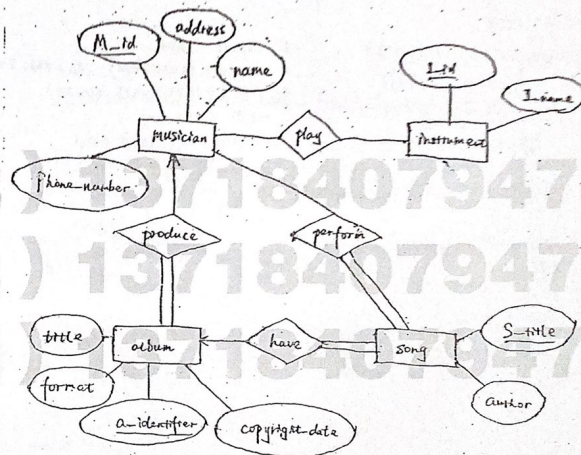 address
M_id
name
I_id
I_name
Musician
play
instrument
Phone_number
) 13718407947
produce
perform
) 13718407947
title
album
have
song
S_title
) 13718407947
format
author
a_identifier
copyright_date